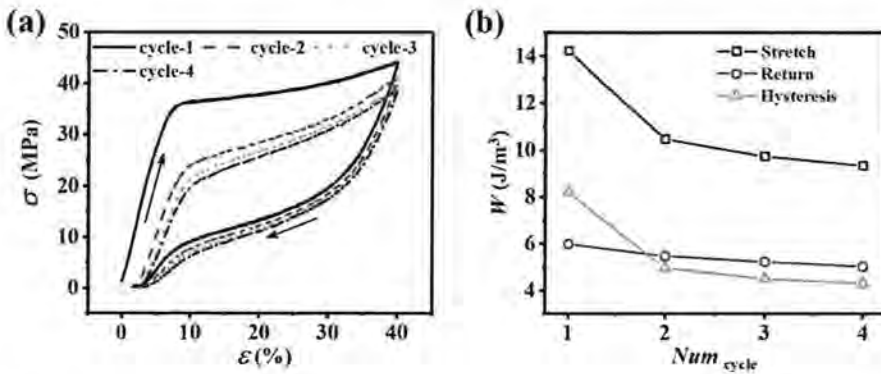 (a)
50
40
30
20
10
0
σ (MPa)
cycle-1 cycle-2 cycle-3
cycle-4
0 10 20 30 40
ε (%)
(b)
14
12
10
8
6
4
W (J/m³)
Stretch
Return
Hysteresis
1 2 3 4
Num cycle